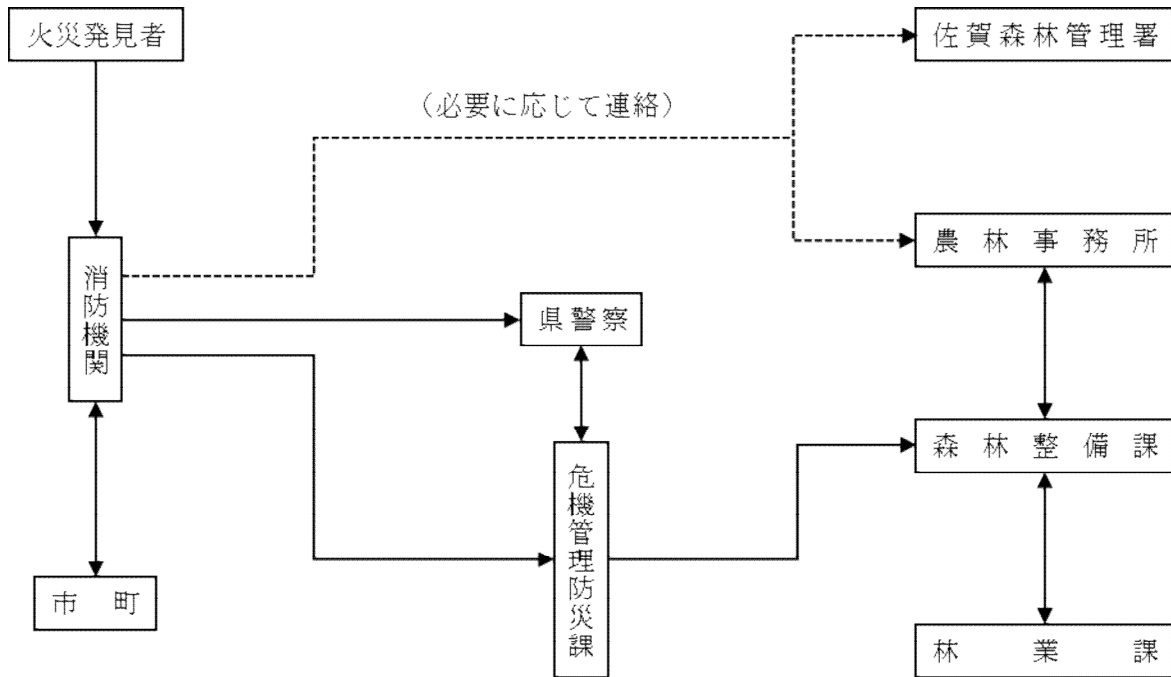 火災発見者
佐賀森林管理署
（必要に応じて連絡）
農林事務所
消防機関
県警察
森林整備課
危機管理防災課
市町
林業課